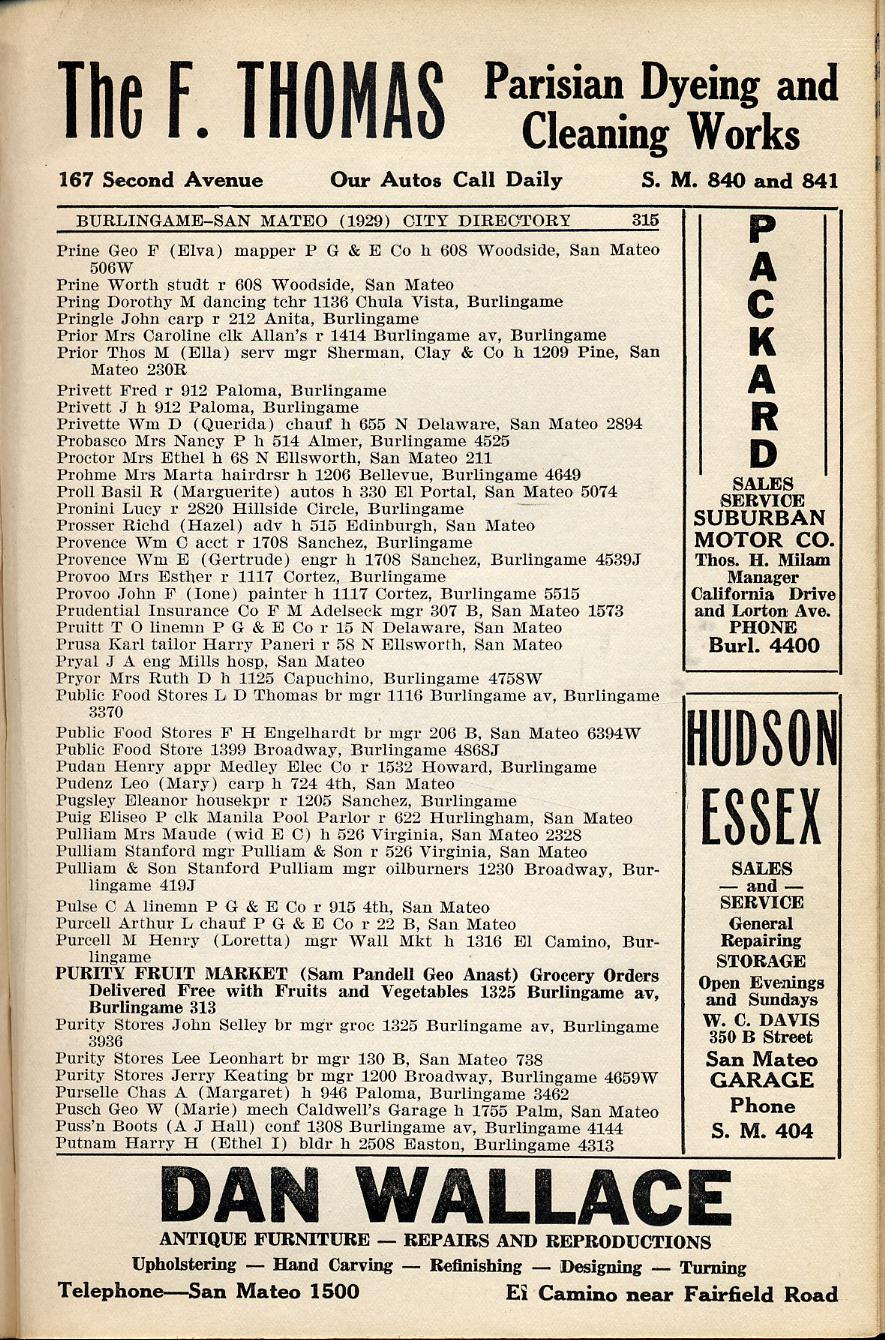 The F. THOMAS Parisian Dyeing and
Cleaning Works
167 Second Avenue Our Autos Call Daily S. M. 840 and 841
BURLINGAME–SAN MATEO (1929) CITY DIRECTORY 315
Prine Geo F (Elva) mapper P G & E Co h 608 Woodside, San Mateo
506W
Prine Worth studt r 608 Woodside, San Mateo
Pring Dorothy M dancing tchr 1136 Chula Vista, Burlingame
Pringle John carp r 212 Anita, Burlingame
Prior Mrs Caroline clk Allan's r 1414 Burlingame av, Burlingame
Prior Thos M (Ella) serv mgr Sherman, Clay & Co h 1209 Pine, San
Mateo 230R
Privett Fred r 912 Paloma, Burlingame
Privett J h 912 Paloma, Burlingame
Privette Wm D (Querida) chauf h 655 N Delaware, San Mateo 2894
Probasco Mrs Nancy P h 514 Almer, Burlingame 4525
Proctor Mrs Ethel h 68 N Ellsworth, San Mateo 211
Prohme Mrs Marta hairdrsr h 1206 Bellevue, Burlingame 4649
Proll Basil R (Marguerite) autos h 330 El Portal, San Mateo 5074
Pronini Lucy r 2820 Hillside Circle, Burlingame
Prosser Richd (Hazel) adv h 515 Edinburgh, San Mateo
Provence Wm C acct r 1708 Sanchez, Burlingame
Provence Wm E (Gertrude) engr h 1708 Sanchez, Burlingame 4539J
Provoo Mrs Esther r 1117 Cortez, Burlingame
Provoo John F (Ione) painter h 1117 Cortez, Burlingame 5515
Prudential Insurance Co F M Adelseck mgr 307 B, San Mateo 1573
Pruitt T O linemn P G & E Co r 15 N Delaware, San Mateo
Prusa Karl tailor Harry Paneri r 58 N Ellsworth, San Mateo
Pryal J A eng Mills hosp, San Mateo
Pryor Mrs Ruth D h 1125 Capuchino, Burlingame 4758W
Public Food Stores L D Thomas br mgr 1116 Burlingame av, Burlingame
3370
Public Food Stores F H Engelhardt br mgr 206 B, San Mateo 6394W
Public Food Store 1399 Broadway, Burlingame 4868J
Pudan Henry appr Medley Elec Co r 1532 Howard, Burlingame
Pudenz Leo (Mary) carp h 724 4th, San Mateo
Pugsley Eleanor housekpr r 1205 Sanchez, Burlingame
Puig Eliseo P clk Manila Pool Parlor r 622 Hurlingham, San Mateo
Pulliam Mrs Maude (wid E C) h 526 Virginia, San Mateo 2328
Pulliam Stanford mgr Pulliam & Son r 526 Virginia, San Mateo
Pulliam & Son Stanford Pulliam mgr oilburners 1230 Broadway, Bur-
lingame 419J
Pulse C A linemn P G & E Co r 915 4th, San Mateo
Purcell Arthur L chauf P G & E Co r 22 B, San Mateo
Purcell M Henry (Loretta) mgr Wall Mkt h 1316 El Camino, Bur-
lingame
PURITY FRUIT MARKET (Sam Pandell Geo Anast) Grocery Orders
Delivered Free with Fruits and Vegetables 1325 Burlingame av,
Burlingame 313
Purity Stores John Selley br mgr groc 1325 Burlingame av, Burlingame
3936
Purity Stores Lee Leonhart br mgr 130 B, San Mateo 738
Purity Stores Jerry Keating br mgr 1200 Broadway, Burlingame 4659W
Purselle Chas A (Margaret) h 946 Paloma, Burlingame 3462
Pusch Geo W (Marie) mech Caldwell's Garage h 1755 Palm, San Mateo
Puss'n Boots (A J Hall) conf 1308 Burlingame av, Burlingame 4144
Putnam Harry H (Ethel I) bldr h 2508 Easton, Burlingame 4313
P
A
C
K
A
R
D
SALES
SERVICE
SUBURBAN
MOTOR CO.
Thos. H. Milam
Manager
California Drive
and Lorton Ave.
PHONE
Burl. 4400
HUDSON
ESSEX
SALES
— and —
SERVICE
General
Repairing
STORAGE
Open Evenings
and Sundays
W. C. DAVIS
350 B Street
San Mateo
GARAGE
Phone
S. M. 404
DAN WALLACE
ANTIQUE FURNITURE — REPAIRS AND REPRODUCTIONS
Upholstering — Hand Carving — Refinishing — Designing — Turning
Telephone—San Mateo 1500 El Camino near Fairfield Road